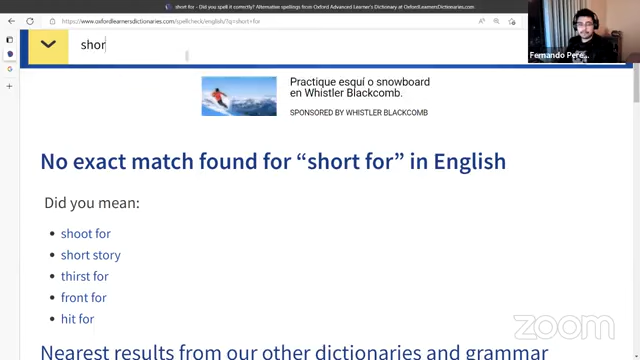 short for - Did you spell it correctly? Alternative spellings from Oxford Advanced Learner's Dictionary at OxfordLearnersDictionaries.com
https://www.oxfordlearnersdictionaries.com/spellcheck/english/?q=short+for
shor
Practique esquí o snowboard
en Whistler Blackcomb.
SPONSORED BY WHISTLER BLACKCOMB
Fernando Pere...
No exact match found for “short for” in English
Did you mean:
shoot for
short story
thirst for
front for
hit for
zoom
Nearest results from our other dictionaries and grammar